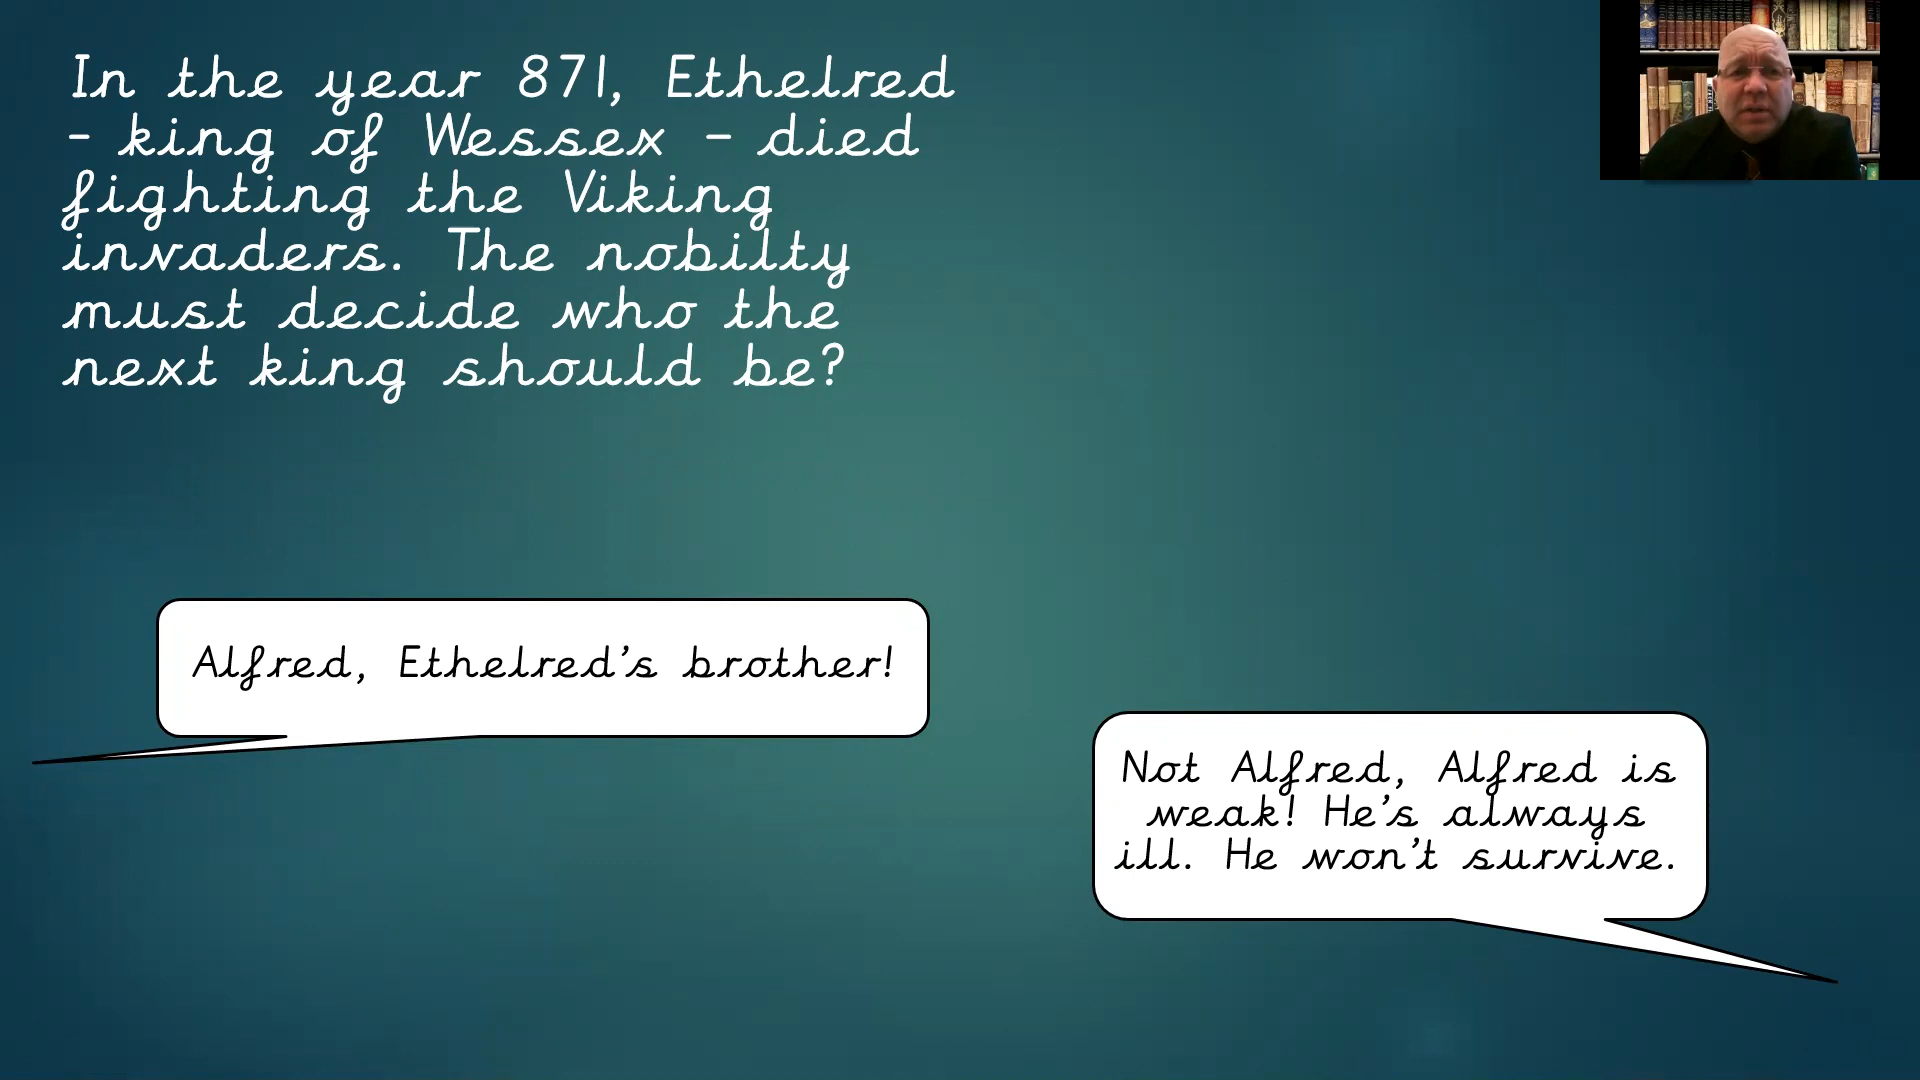 In the year 871, Ethelred
- king of Wessex - died
fighting the Viking
invaders. The nobilty
must decide who the
next king should be?
Alfred, Ethelred's brother!
Not Alfred, Alfred is
weak! He's always
ill. He won't survive.